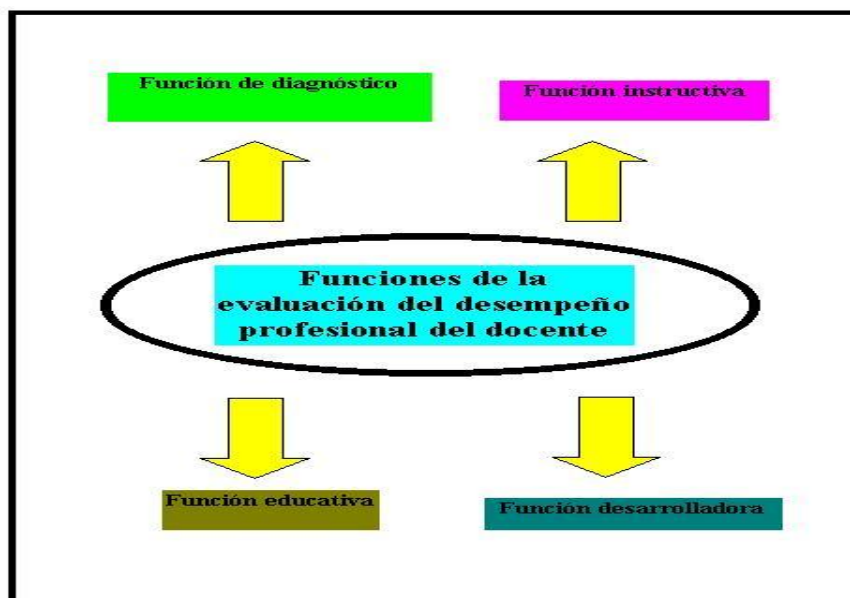 Función de diagnóstico
Función instructiva
Funciones de la
evaluación del desempeño
profesional del docente
Función educativa
Función desarrolladora